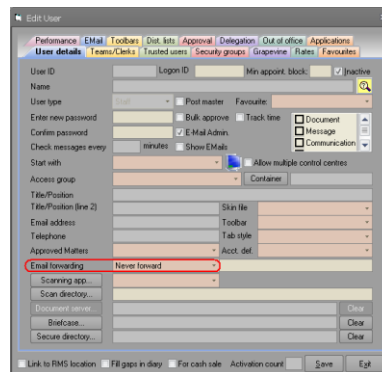 Edit User
Performance EMail Toolbars Dist. lists Approval Delegation Out of office Applications
User details Teams/Clerks Trusted users Security groups Grapevine Rates Favourites
User ID Logon ID Min appoint. block: Inactive
Name
User type Staff Post master Favourite:
Enter new password Bulk approve Track time Document
Confirm password E-Mail Admin. Message
Check messages every minutes Show EMails Communication
Start with Allow multiple control centres
Access group Container
Title/Position
Title/Position (line 2) Skin file
Email address Toolbar
Telephone Tab style
Approved Matters Acct. def.
Email forwarding Never forward
Scanning app...
Scan directory...
Document server... Clear
Briefcase... Clear
Secure directory... Clear
Link to RMS location Fill gaps in diary For cash sale Activation count Save Exit